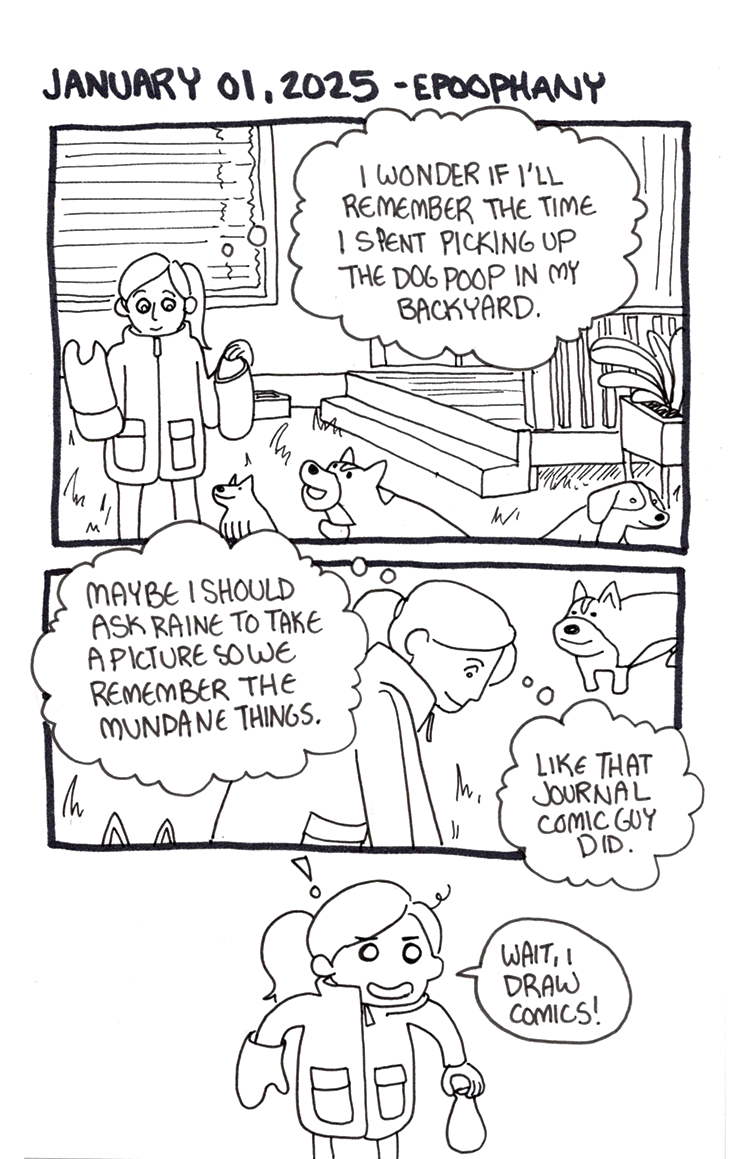 JANUARY 01, 2025 - EPOOPHANY
I WONDER IF I'LL
REMEMBER THE TIME
I SPENT PICKING UP
THE DOG POOP IN MY
BACKYARD.
MAYBE I SHOULD
ASK RAINE TO TAKE
A PICTURE SO WE
REMEMBER THE
MUNDANE THINGS.
LIKE THAT
JOURNAL
COMIC GUY
DID.
!
WAIT, I
DRAW
COMICS!